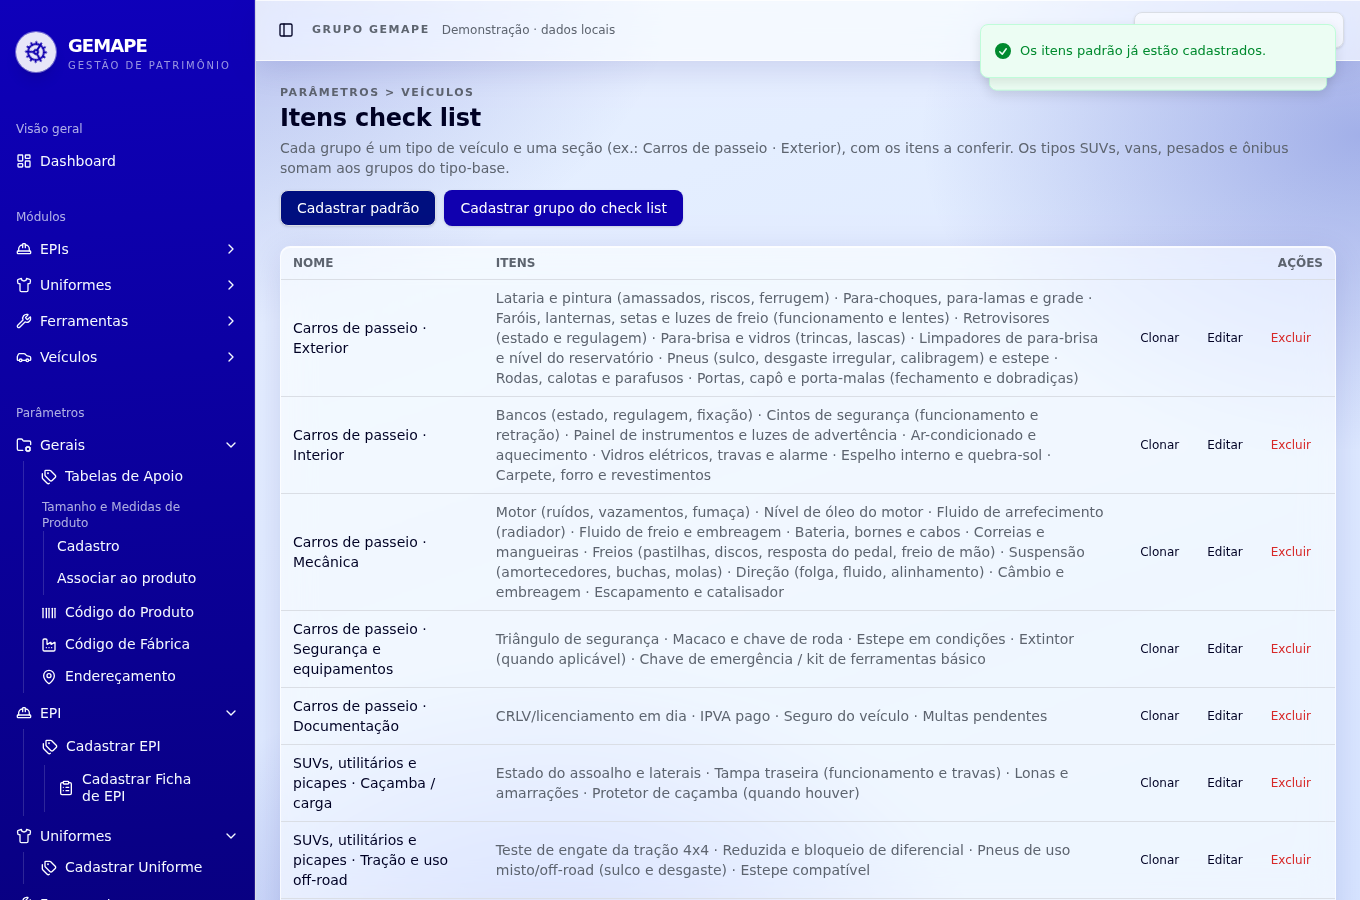 GEMAPE
GESTÃO DE PATRIMÔNIO
Visão geral
Dashboard
Módulos
EPIs
Uniformes
Ferramentas
Veículos
Parâmetros
Gerais
Tabelas de Apoio
Tamanho e Medidas de
Produto
Cadastro
Associar ao produto
Código do Produto
Código de Fábrica
Endereçamento
EPI
Cadastrar EPI
Cadastrar Ficha
de EPI
Uniformes
Cadastrar Uniforme
GRUPO GEMAPE Demonstração · dados locais
Os itens padrão já estão cadastrados.
PARÂMETROS > VEÍCULOS
Itens check list
Cada grupo é um tipo de veículo e uma seção (ex.: Carros de passeio · Exterior), com os itens a conferir. Os tipos SUVs, vans, pesados e ônibus
somam aos grupos do tipo-base.
Cadastrar padrão Cadastrar grupo do check list
NOME ITENS AÇÕES
Carros de passeio ·
Exterior
Lataria e pintura (amassados, riscos, ferrugem) · Para-choques, para-lamas e grade ·
Faróis, lanternas, setas e luzes de freio (funcionamento e lentes) · Retrovisores
(estado e regulagem) · Para-brisa e vidros (trincas, lascas) · Limpadores de para-brisa
e nível do reservatório · Pneus (sulco, desgaste irregular, calibragem) e estepe ·
Rodas, calotas e parafusos · Portas, capô e porta-malas (fechamento e dobradiças)
Clonar Editar Excluir
Carros de passeio ·
Interior
Bancos (estado, regulagem, fixação) · Cintos de segurança (funcionamento e
retração) · Painel de instrumentos e luzes de advertência · Ar-condicionado e
aquecimento · Vidros elétricos, travas e alarme · Espelho interno e quebra-sol ·
Carpete, forro e revestimentos
Clonar Editar Excluir
Carros de passeio ·
Mecânica
Motor (ruídos, vazamentos, fumaça) · Nível de óleo do motor · Fluido de arrefecimento
(radiador) · Fluido de freio e embreagem · Bateria, bornes e cabos · Correias e
mangueiras · Freios (pastilhas, discos, resposta do pedal, freio de mão) · Suspensão
(amortecedores, buchas, molas) · Direção (folga, fluido, alinhamento) · Câmbio e
embreagem · Escapamento e catalisador
Clonar Editar Excluir
Carros de passeio ·
Segurança e
equipamentos
Triângulo de segurança · Macaco e chave de roda · Estepe em condições · Extintor
(quando aplicável) · Chave de emergência / kit de ferramentas básico
Clonar Editar Excluir
Carros de passeio ·
Documentação
CRLV/licenciamento em dia · IPVA pago · Seguro do veículo · Multas pendentes
Clonar Editar Excluir
SUVs, utilitários e
picapes · Caçamba /
carga
Estado do assoalho e laterais · Tampa traseira (funcionamento e travas) · Lonas e
amarrações · Protetor de caçamba (quando houver)
Clonar Editar Excluir
SUVs, utilitários e
picapes · Tração e uso
off-road
Teste de engate da tração 4x4 · Reduzida e bloqueio de diferencial · Pneus de uso
misto/off-road (sulco e desgaste) · Estepe compatível
Clonar Editar Excluir